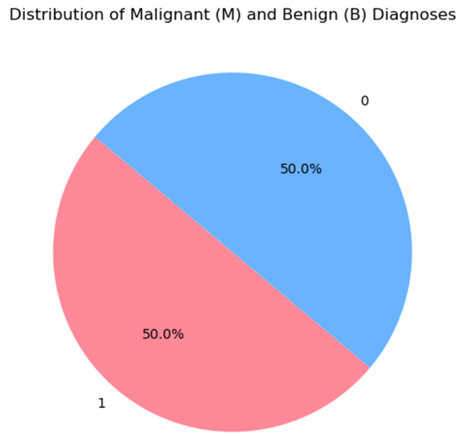 Distribution of Malignant (M) and Benign (B) Diagnoses
0
50.0%
50.0%
1